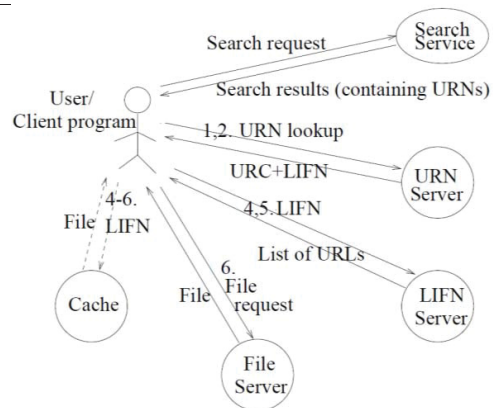 Search
Service
Search request
Search results (containing URNs)
User/
Client program
1,2. URN lookup
URC+LIFN
URN
Server
4,5. LIFN
List of URLs
LIFN
Server
4-6.
File
LIFN
Cache
6.
File
request
File
File
Server